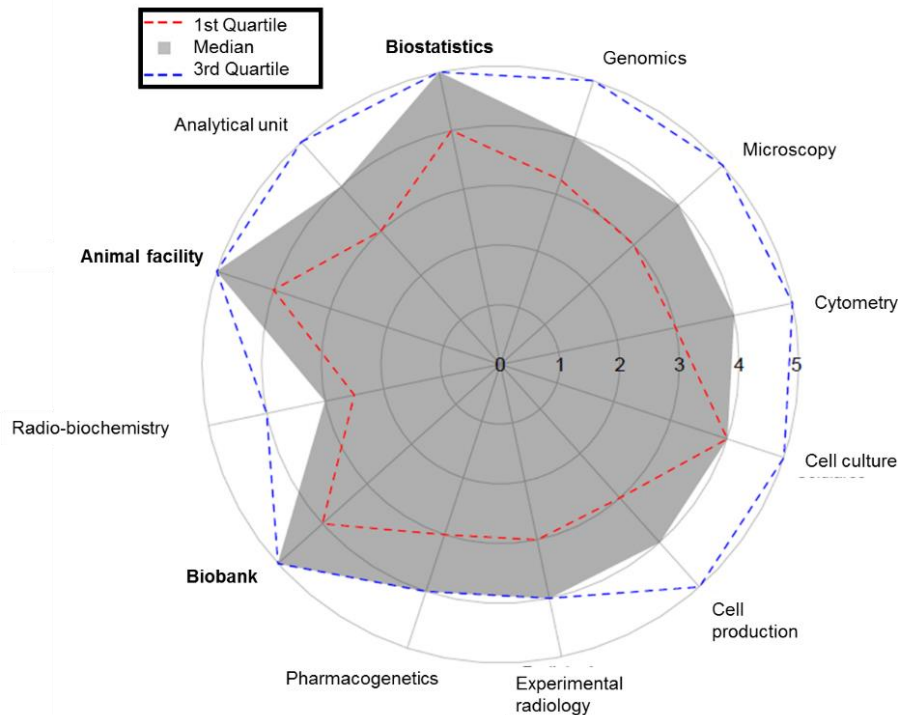 1st Quartile
Median
3rd Quartile
Biostatistics
Genomics
Analytical unit
Microscopy
Animal facility
Cytometry
0 1 2 3 4 5
Radio-biochemistry
Cell culture
Biobank
Cell
production
Pharmacogenetics
Experimental
radiology